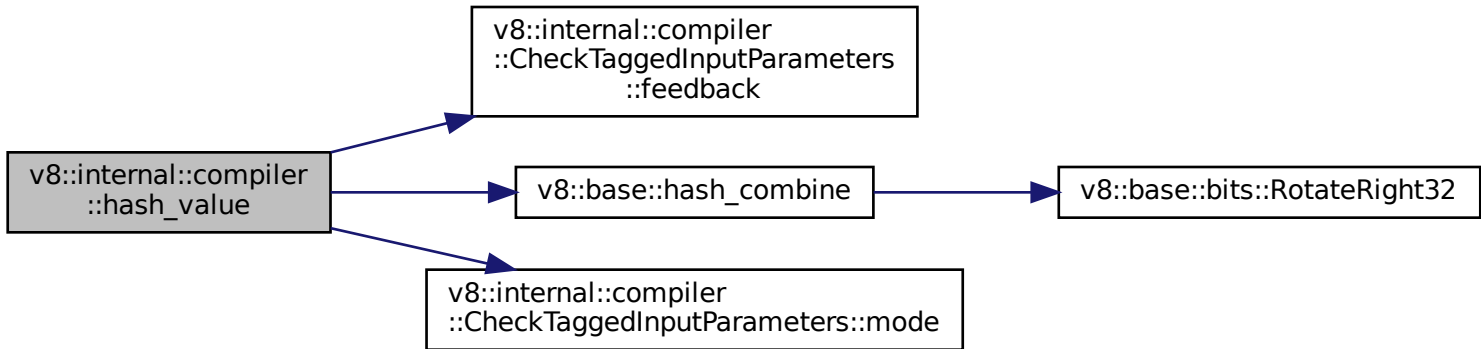 v8::internal::compiler
::hash_value
v8::internal::compiler
::CheckTaggedInputParameters
::feedback
v8::base::hash_combine
v8::base::bits::RotateRight32
v8::internal::compiler
::CheckTaggedInputParameters::mode